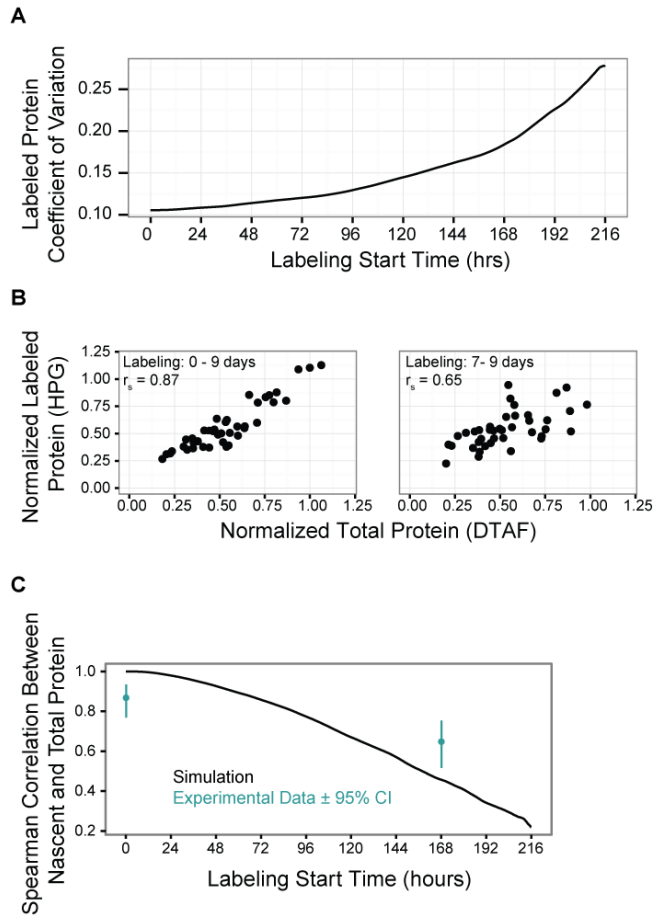 A
Labeled Protein
Coefficient of Variation
0.25
0.20
0.15
0.10
0 24 48 72 96 120 144 168 192 216
Labeling Start Time (hrs)
B
Normalized Labeled
Protein (HPG)
1.25
1.00
0.75
0.50
0.25
0.00
Labeling: 0 - 9 days
rs = 0.87
Labeling: 7- 9 days
rs = 0.65
0.00 0.25 0.50 0.75 1.00 1.25 0.00 0.25 0.50 0.75 1.00 1.25
Normalized Total Protein (DTAF)
C
Spearman Correlation Between
Nascent and Total Protein
1.0
0.8
0.6
0.4
0.2
Simulation
Experimental Data ± 95% CI
0 24 48 72 96 120 144 168 192 216
Labeling Start Time (hours)